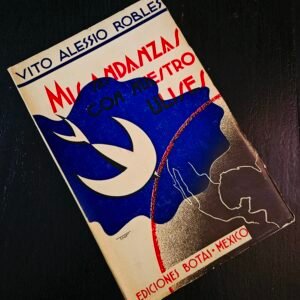 VITO ALESSIO ROBLES
MIS ANDANZAS
CON NUESTRO
ULISES
EDICIONES BOTAS - MEXICO